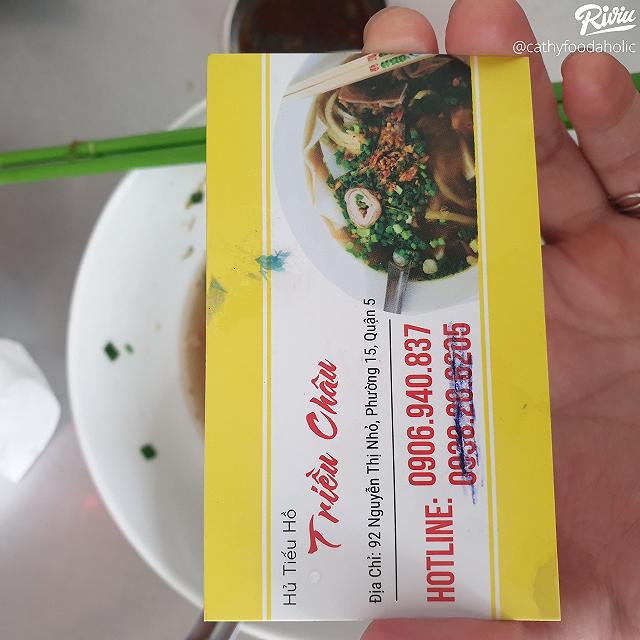 Riviu
@cathyfoodaholic
Hủ Tiếu Hồ
Triều Châu
Địa Chỉ: 92 Nguyễn Thị Nhỏ, Phường 15, Quận 5
HOTLINE: 0906.940.837